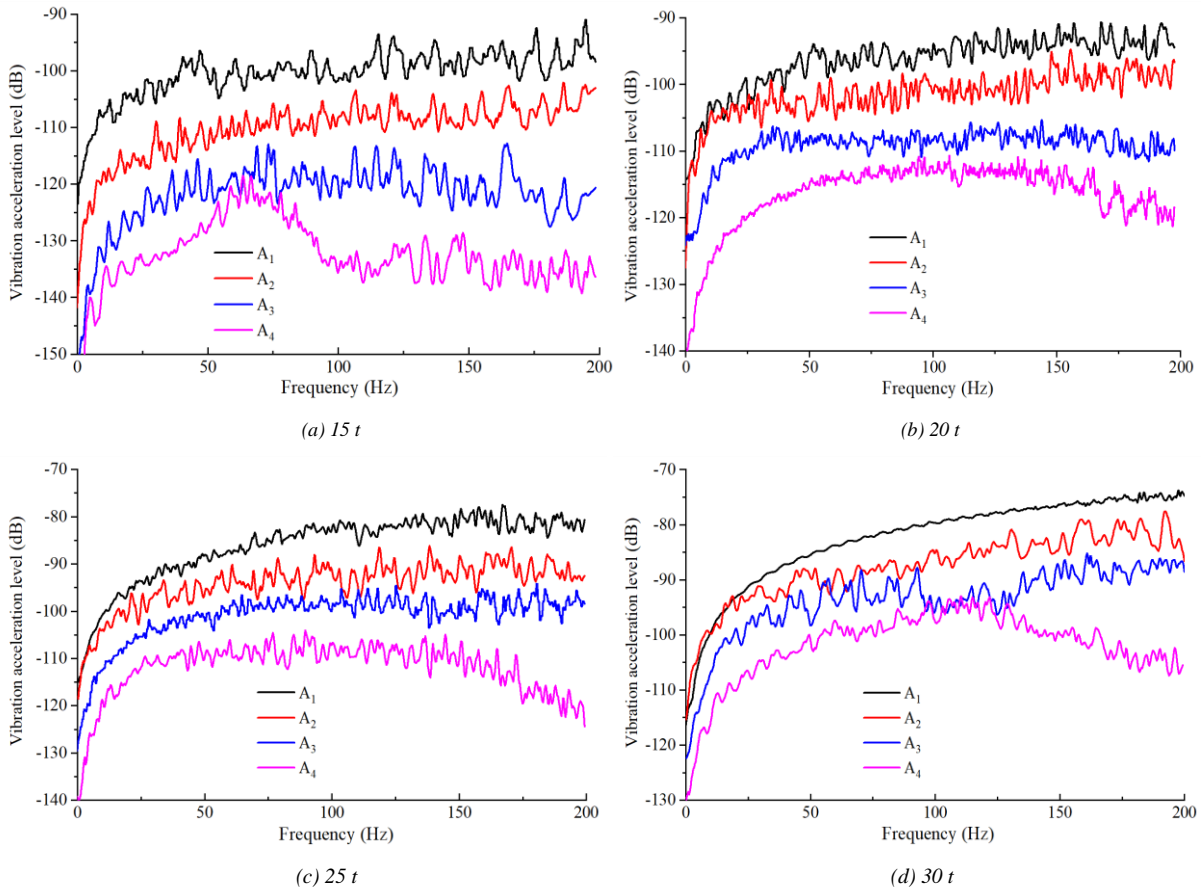 Vibration acceleration level (dB)
-90
-100
-110
-120
-130
-140
-150
A₁
A₂
A₃
A₄
0 50 100 150 200
Frequency (Hz)
(a) 15 t
Vibration acceleration level (dB)
-90
-100
-110
-120
-130
-140
A₁
A₂
A₃
A₄
0 50 100 150 200
Frequency (Hz)
(b) 20 t
Vibration acceleration level (dB)
-70
-80
-90
-100
-110
-120
-130
-140
A₁
A₂
A₃
A₄
0 50 100 150 200
Frequency (Hz)
(c) 25 t
Vibration acceleration level (dB)
-70
-80
-90
-100
-110
-120
-130
A₁
A₂
A₃
A₄
0 50 100 150 200
Frequency (Hz)
(d) 30 t